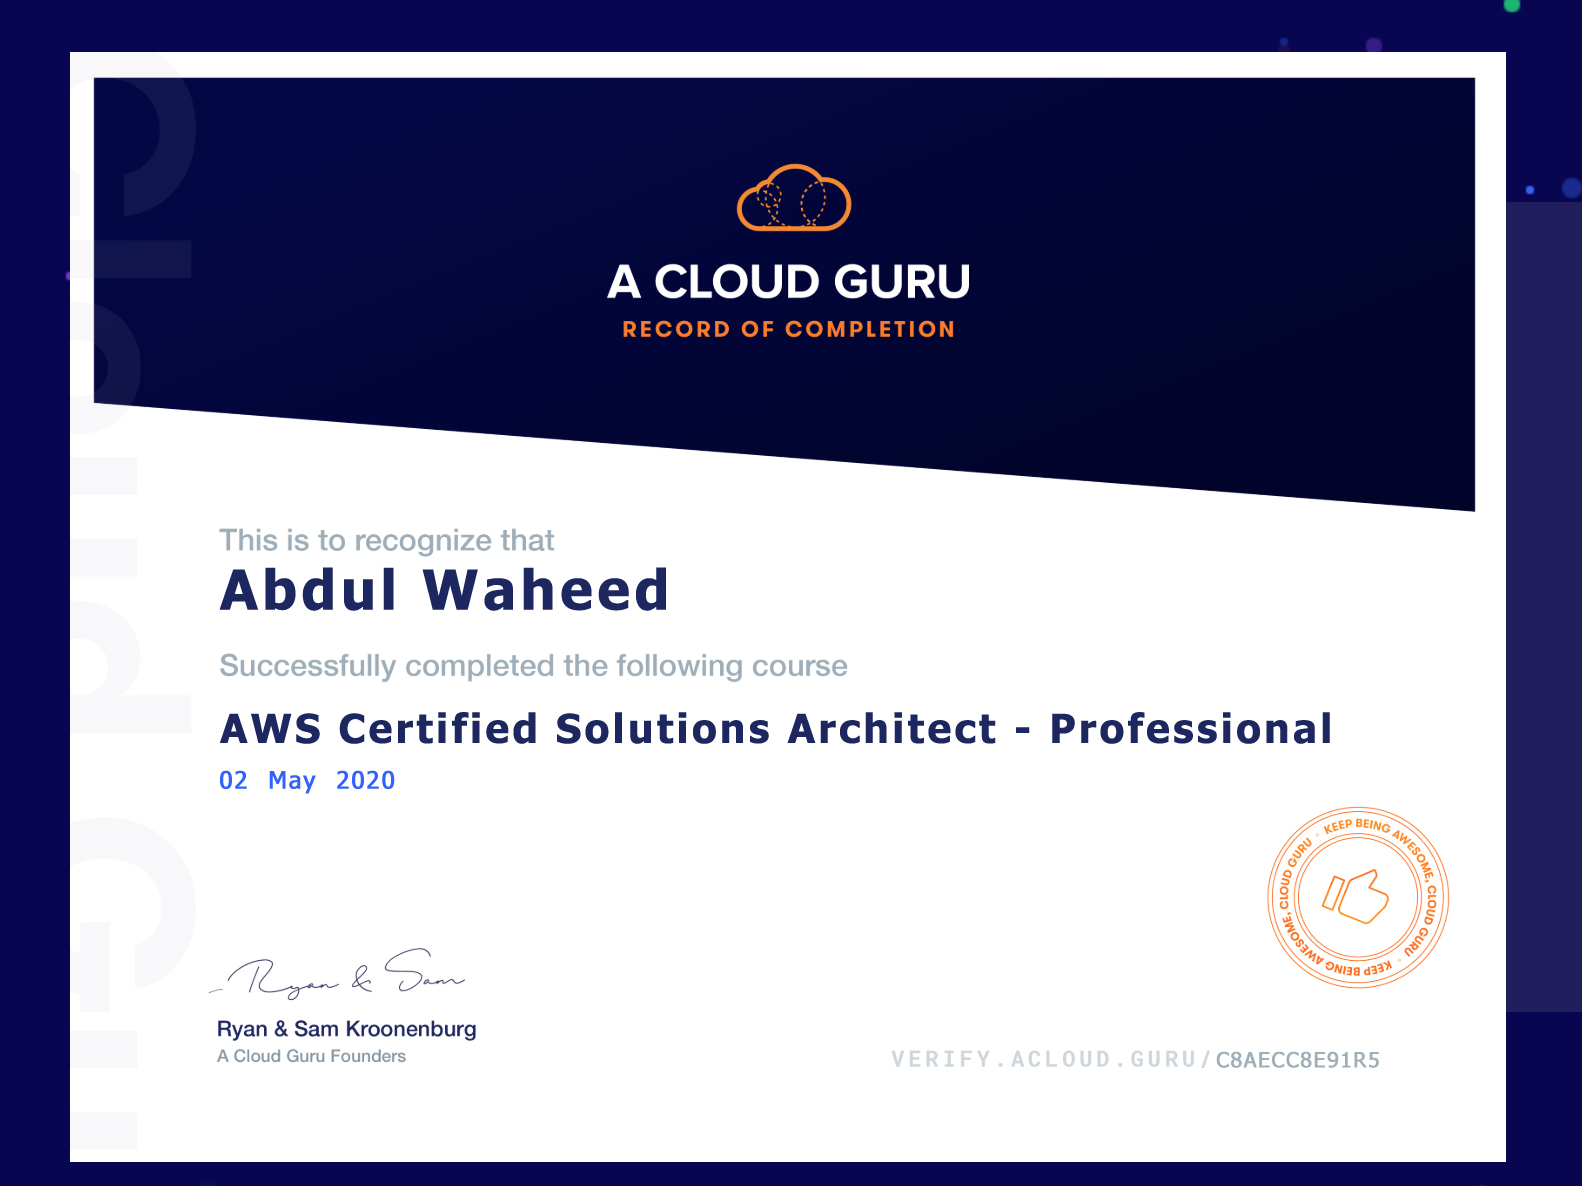 A CLOUD GURU
RECORD OF COMPLETION
This is to recognize that
Abdul Waheed
Successfully completed the following course
AWS Certified Solutions Architect - Professional
02 May 2020
KEEP BEING AWESOME, CLOUD GURU
KEEP BEING AWESOME, CLOUD GURU
Ryan & Sam
Ryan & Sam Kroonenburg
A Cloud Guru Founders
VERIFY.ACLOUD.GURU/C8AECC8E91R5
Cloud Guru